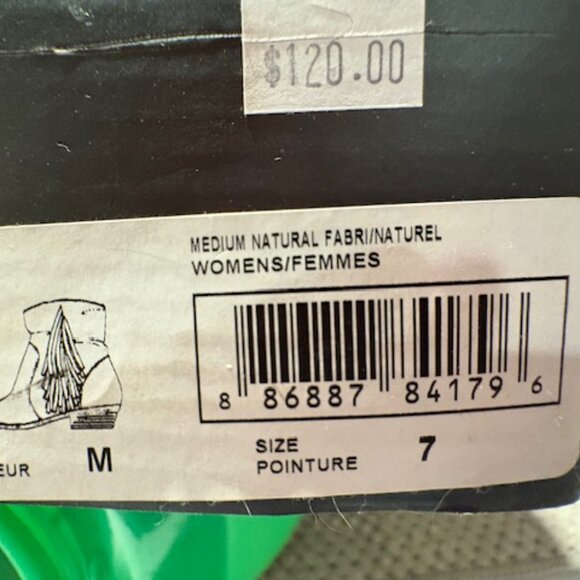 $120.00
MEDIUM NATURAL FABRI/NATUREL
WOMENS/FEMMES
8 86887 84179 6
EUR M
SIZE 7
POINTURE